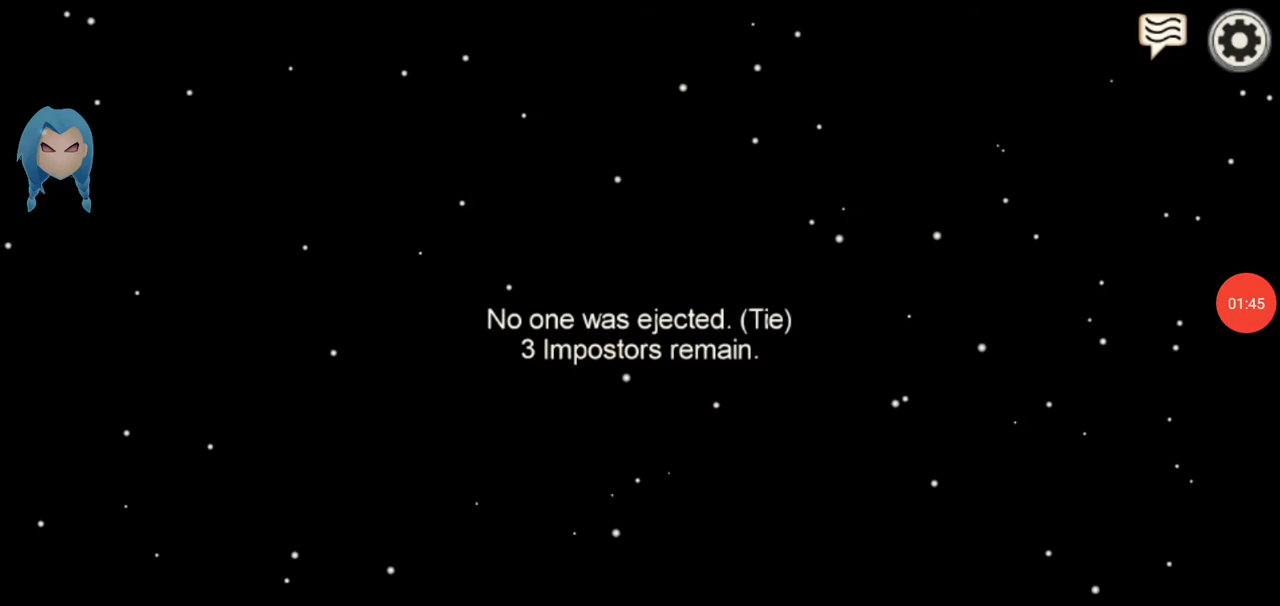 No one was ejected. (Tie)
3 Impostors remain.
01:45